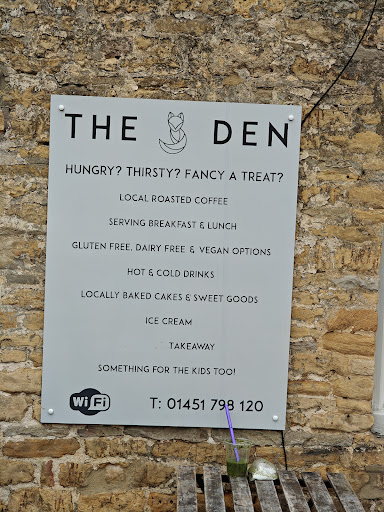 THE DEN
HUNGRY? THIRSTY? FANCY A TREAT?
LOCAL ROASTED COFFEE
SERVING BREAKFAST & LUNCH
GLUTEN FREE, DAIRY FREE & VEGAN OPTIONS
HOT & COLD DRINKS
LOCALLY BAKED CAKES & SWEET GOODS
ICE CREAM
TAKEAWAY
SOMETHING FOR THE KIDS TOO!
WiFi T: 01451 798 120